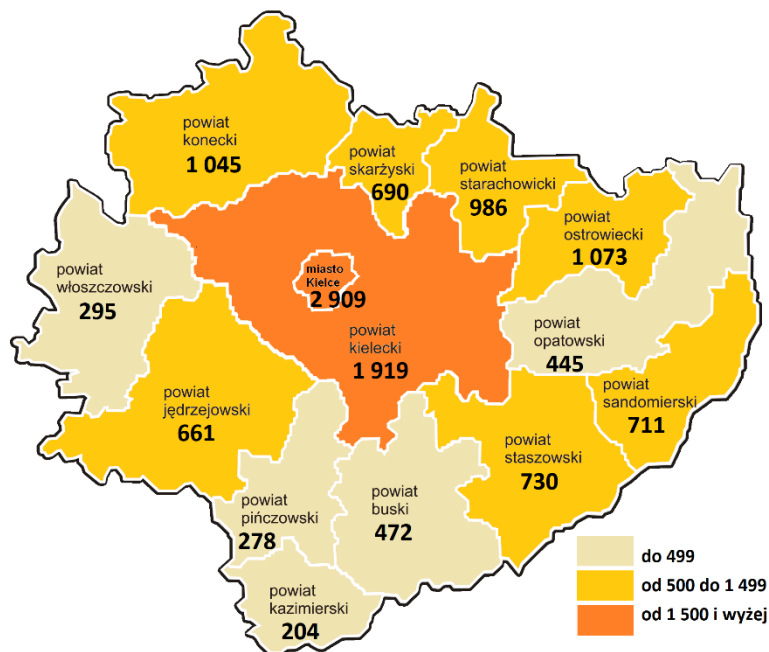 powiat
konecki
1 045
powiat
skarżyski
690
powiat
starachowicki
986
powiat
ostrowiecki
1 073
powiat
włoszczowski
295
miasto
Kielce
2 909
powiat
kielecki
1 919
powiat
opatowski
445
powiat
sandomierski
711
powiat
jędrzejowski
661
powiat
staszowski
730
powiat
pińczowski
278
powiat
buski
472
powiat
kazimierski
204
do 499
od 500 do 1 499
od 1 500 i wyżej